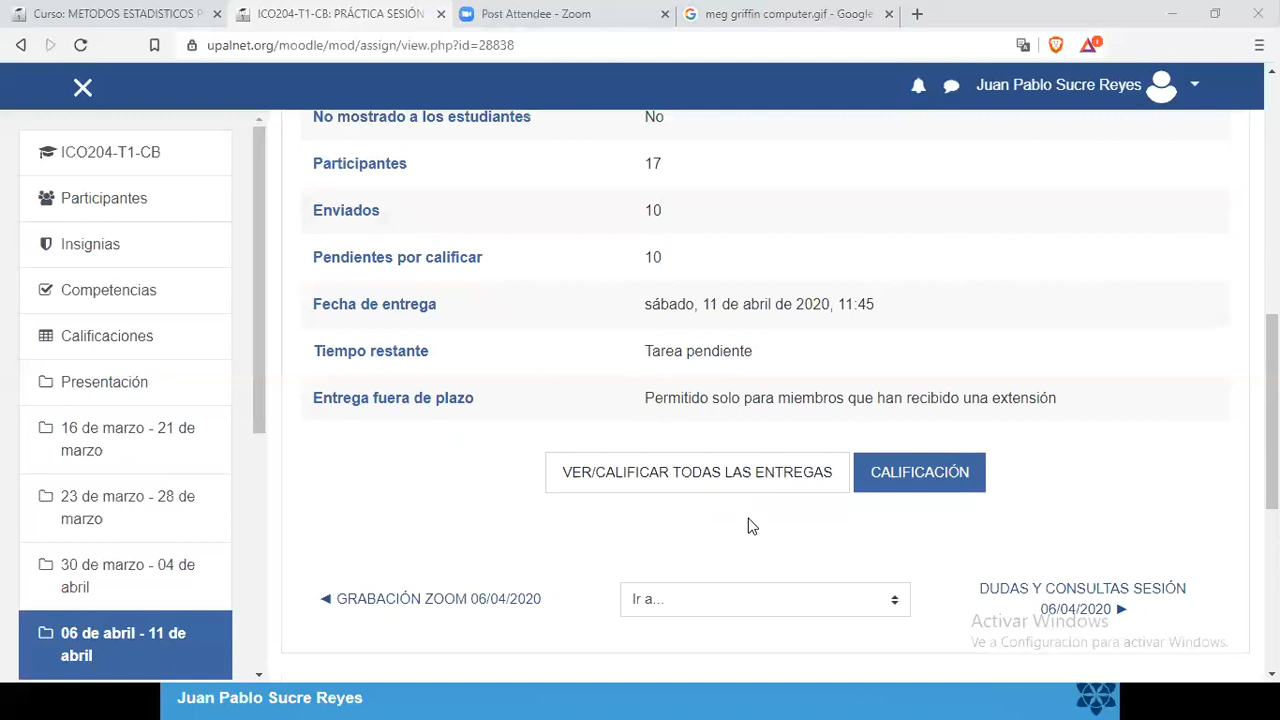 Curso: METODOS ESTADISTICOS P
ICO204-T1-CB: PRÁCTICA SESIÓN
Post Attendee - Zoom
meg griffin computer.gif - Google
upalnet.org/moodle/mod/assign/view.php?id=28838
Juan Pablo Sucre Reyes
ICO204-T1-CB
Participantes
Insignias
Competencias
Calificaciones
Presentación
16 de marzo - 21 de
marzo
23 de marzo - 28 de
marzo
30 de marzo - 04 de
abril
06 de abril - 11 de
abril
No mostrado a los estudiantes No
Participantes 17
Enviados 10
Pendientes por calificar 10
Fecha de entrega sábado, 11 de abril de 2020, 11:45
Tiempo restante Tarea pendiente
Entrega fuera de plazo Permitido solo para miembros que han recibido una extensión
VER/CALIFICAR TODAS LAS ENTREGAS CALIFICACIÓN
◄ GRABACIÓN ZOOM 06/04/2020
Ir a...
DUDAS Y CONSULTAS SESIÓN
06/04/2020 ►
Activar Windows
Ve a Configuración para activar Windows.
Juan Pablo Sucre Reyes